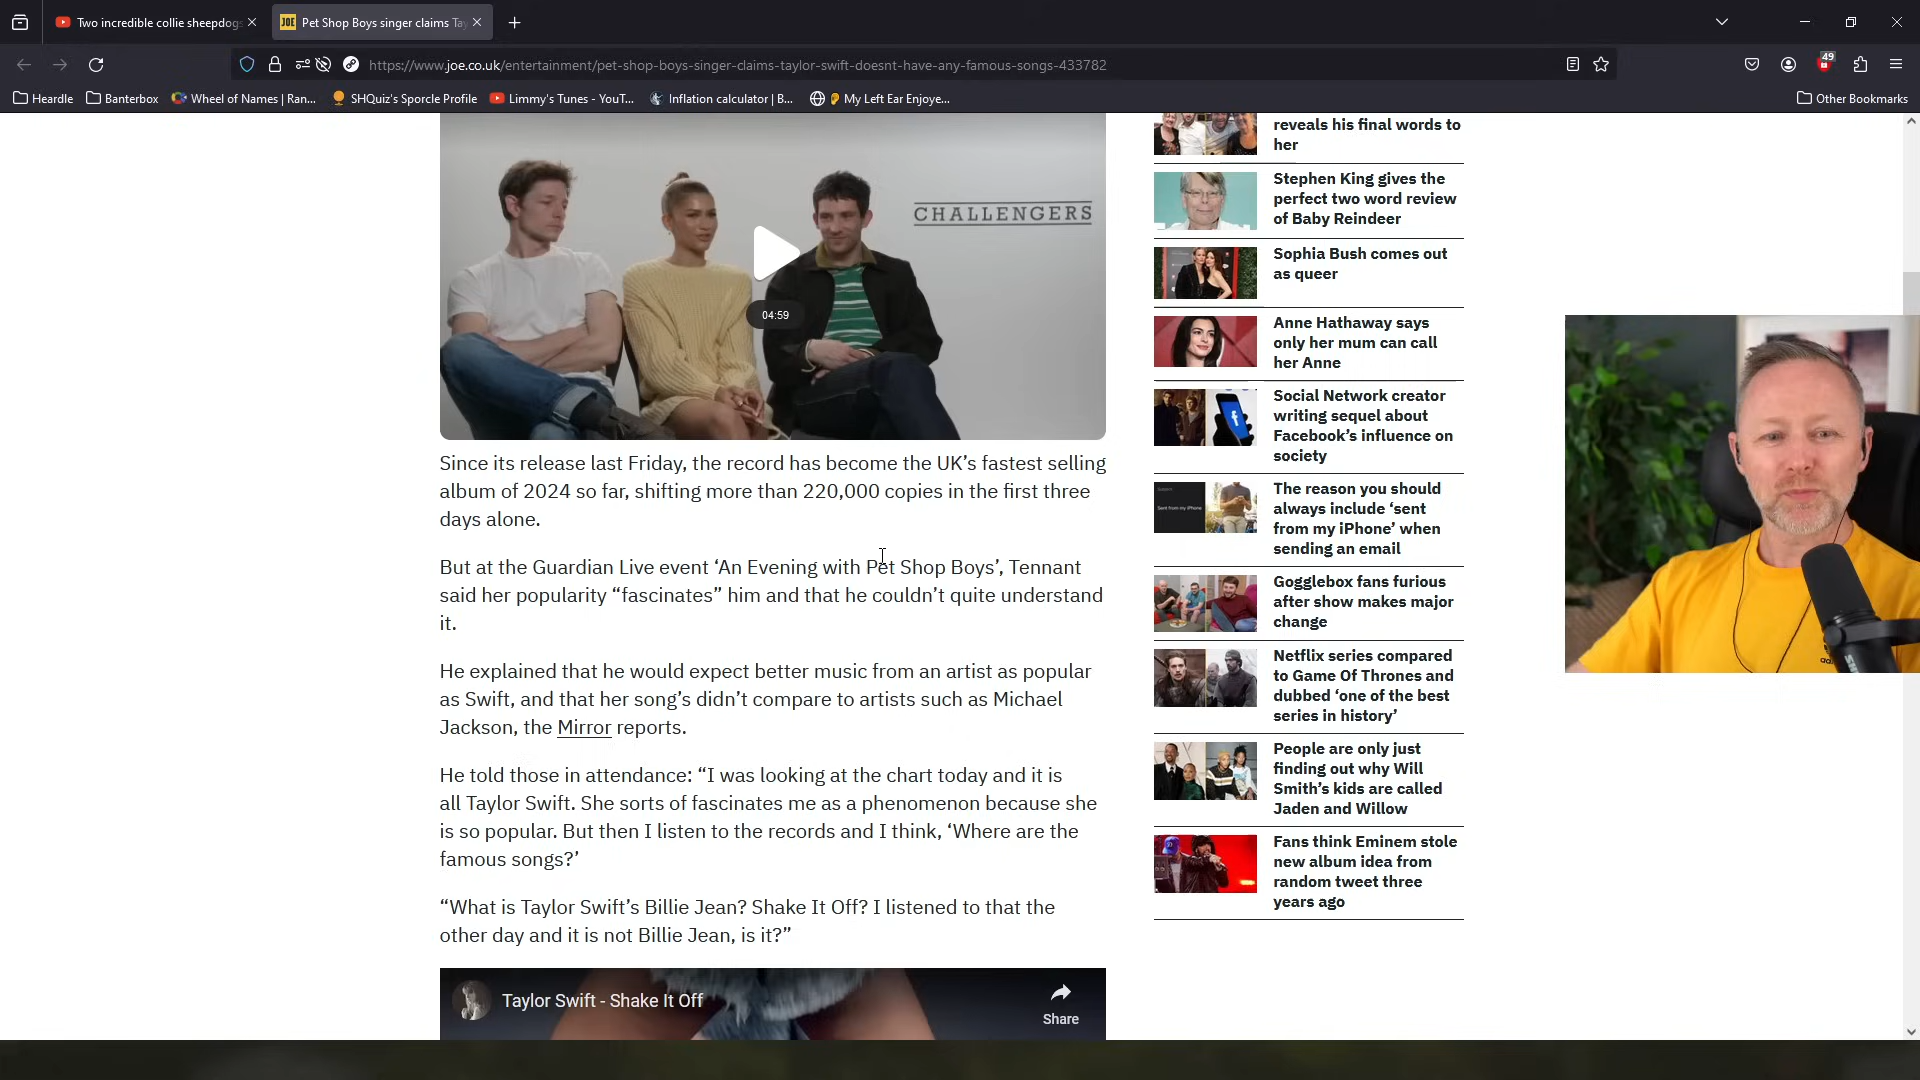 Two incredible collie sheepdogs
Pet Shop Boys singer claims Tay
https://www.joe.co.uk/entertainment/pet-shop-boys-singer-claims-taylor-swift-doesnt-have-any-famous-songs-433782
49
Heardle
Banterbox
Wheel of Names | Ran...
SHQuiz's Sporcle Profile
Limmy's Tunes - YouT...
Inflation calculator | B...
My Left Ear Enjoye...
Other Bookmarks
CHALLENGERS
04:59
Since its release last Friday, the record has become the UK's fastest selling
album of 2024 so far, shifting more than 220,000 copies in the first three
days alone.
But at the Guardian Live event ‘An Evening with Pet Shop Boys’, Tennant
said her popularity “fascinates” him and that he couldn’t quite understand
it.
He explained that he would expect better music from an artist as popular
as Swift, and that her song’s didn’t compare to artists such as Michael
Jackson, the Mirror reports.
He told those in attendance: “I was looking at the chart today and it is
all Taylor Swift. She sorts of fascinates me as a phenomenon because she
is so popular. But then I listen to the records and I think, ‘Where are the
famous songs?’
“What is Taylor Swift’s Billie Jean? Shake It Off? I listened to that the
other day and it is not Billie Jean, is it?”
Taylor Swift - Shake It Off
Share
reveals his final words to
her
Stephen King gives the
perfect two word review
of Baby Reindeer
Sophia Bush comes out
as queer
Anne Hathaway says
only her mum can call
her Anne
Social Network creator
writing sequel about
Facebook’s influence on
society
The reason you should
always include ‘sent
from my iPhone’ when
sending an email
Gogglebox fans furious
after show makes major
change
Netflix series compared
to Game Of Thrones and
dubbed ‘one of the best
series in history’
People are only just
finding out why Will
Smith’s kids are called
Jaden and Willow
Fans think Eminem stole
new album idea from
random tweet three
years ago